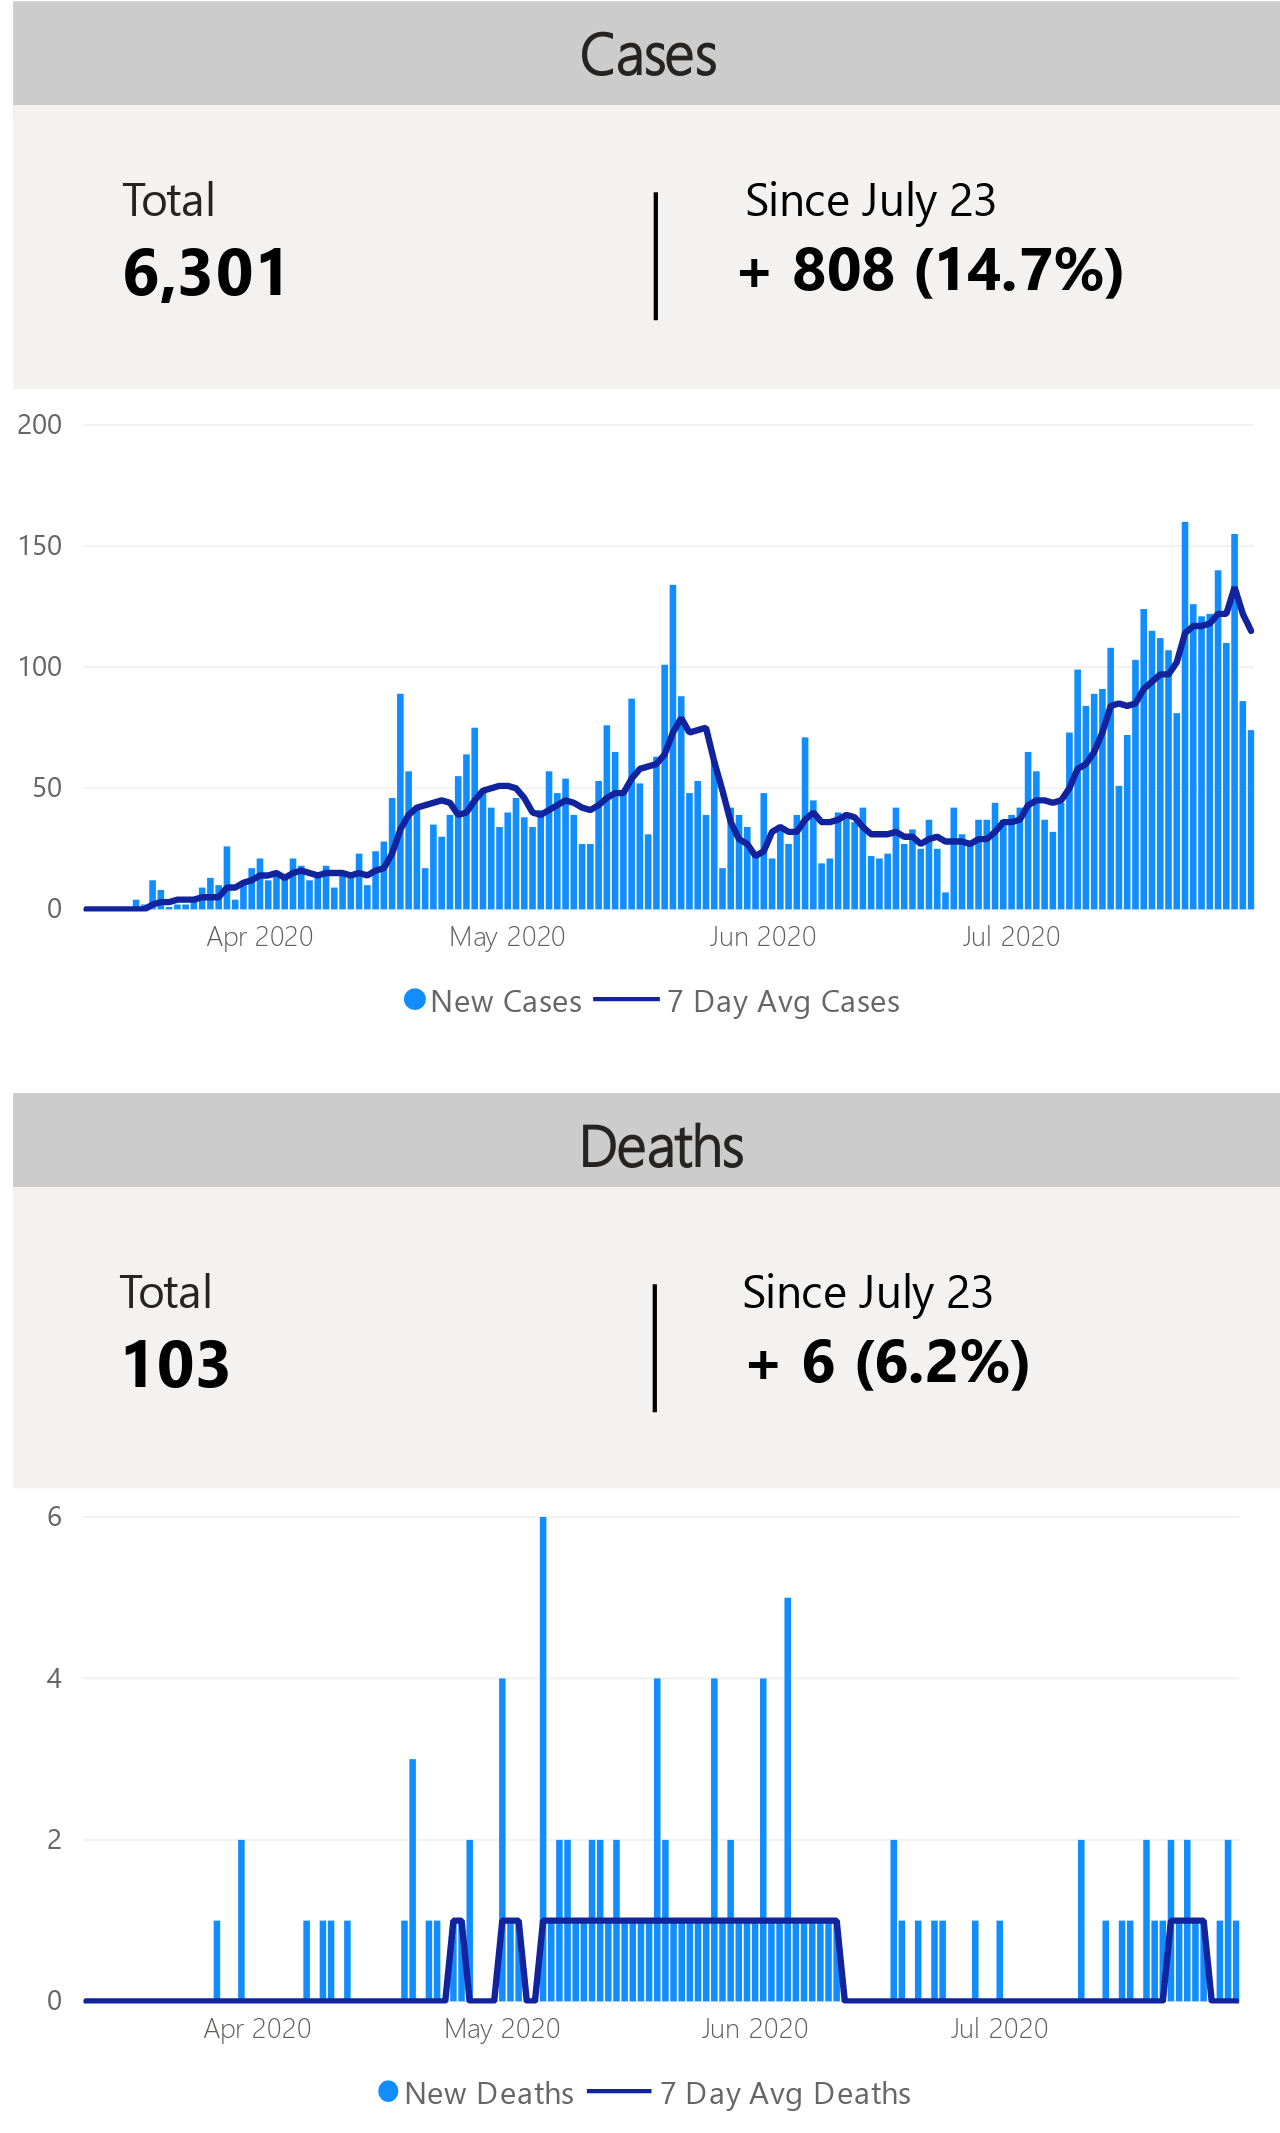 Cases
Total
Since July 23
6,301
+ 808 (14.7%)
200
150
100
50
0
Apr 2020
May 2020
Jun 2020
Jul 2020
New Cases
7 Day Avg Cases
Deaths
Total
Since July 23
103
+ 6 (6.2%)
6
4
2
0
Apr 2020
May 2020
Jun 2020
Jul 2020
New Deaths
7 Day Avg Deaths